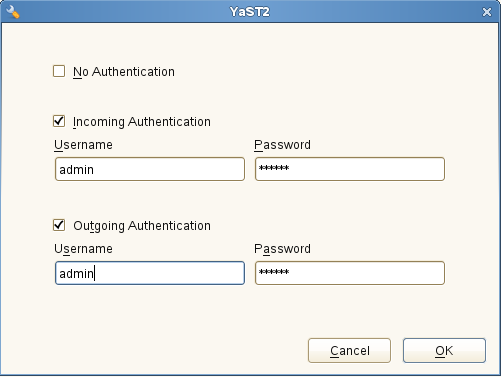 YaST2
No Authentication
Incoming Authentication
Username Password
admin ******
Outgoing Authentication
Username Password
admin ******
Cancel OK